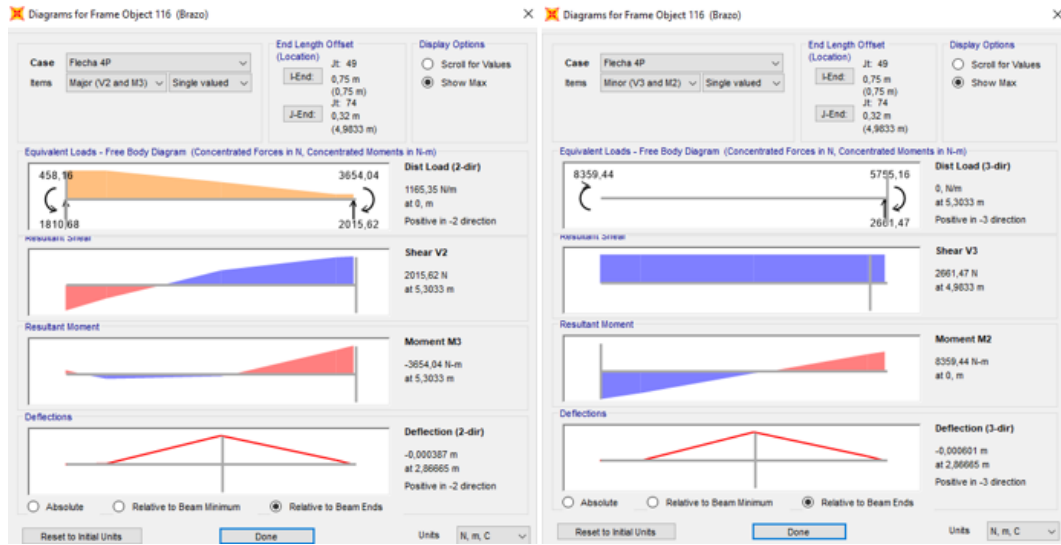 Diagrams for Frame Object 116 (Brazo)
Case Flecha 4P
Items Major (V2 and M3) Single valued
End Length Offset
(Location)
I-End: Jt: 49
0,75 m
(0,75 m)
J-End: Jt: 74
0,32 m
(4,9833 m)
Display Options
Scroll for Values
Show Max
Equivalent Loads - Free Body Diagram (Concentrated Forces in N, Concentrated Moments in N-m)
458,16 3654,04
1810,68 2015,62
Dist Load (2-dir)
1165,35 N/m
at 0, m
Positive in -2 direction
Resultant Shear
Shear V2
2015,62 N
at 5,3033 m
Resultant Moment
Moment M3
-3654,04 N-m
at 5,3033 m
Deflections
Deflection (2-dir)
-0,000387 m
at 2,86665 m
Positive in -2 direction
Absolute Relative to Beam Minimum Relative to Beam Ends
Reset to Initial Units Done Units N, m, C
Diagrams for Frame Object 116 (Brazo)
Case Flecha 4P
Items Minor (V3 and M2) Single valued
End Length Offset
(Location)
I-End: Jt: 49
0,75 m
(0,75 m)
J-End: Jt: 74
0,32 m
(4,9833 m)
Display Options
Scroll for Values
Show Max
Equivalent Loads - Free Body Diagram (Concentrated Forces in N, Concentrated Moments in N-m)
8359,44 5755,16
2661,47
Dist Load (3-dir)
0, N/m
at 5,3033 m
Positive in -3 direction
Resultant Shear
Shear V3
2661,47 N
at 4,9833 m
Resultant Moment
Moment M2
8359,44 N-m
at 0, m
Deflections
Deflection (3-dir)
-0,000601 m
at 2,86665 m
Positive in -3 direction
Absolute Relative to Beam Minimum Relative to Beam Ends
Reset to Initial Units Done Units N, m, C